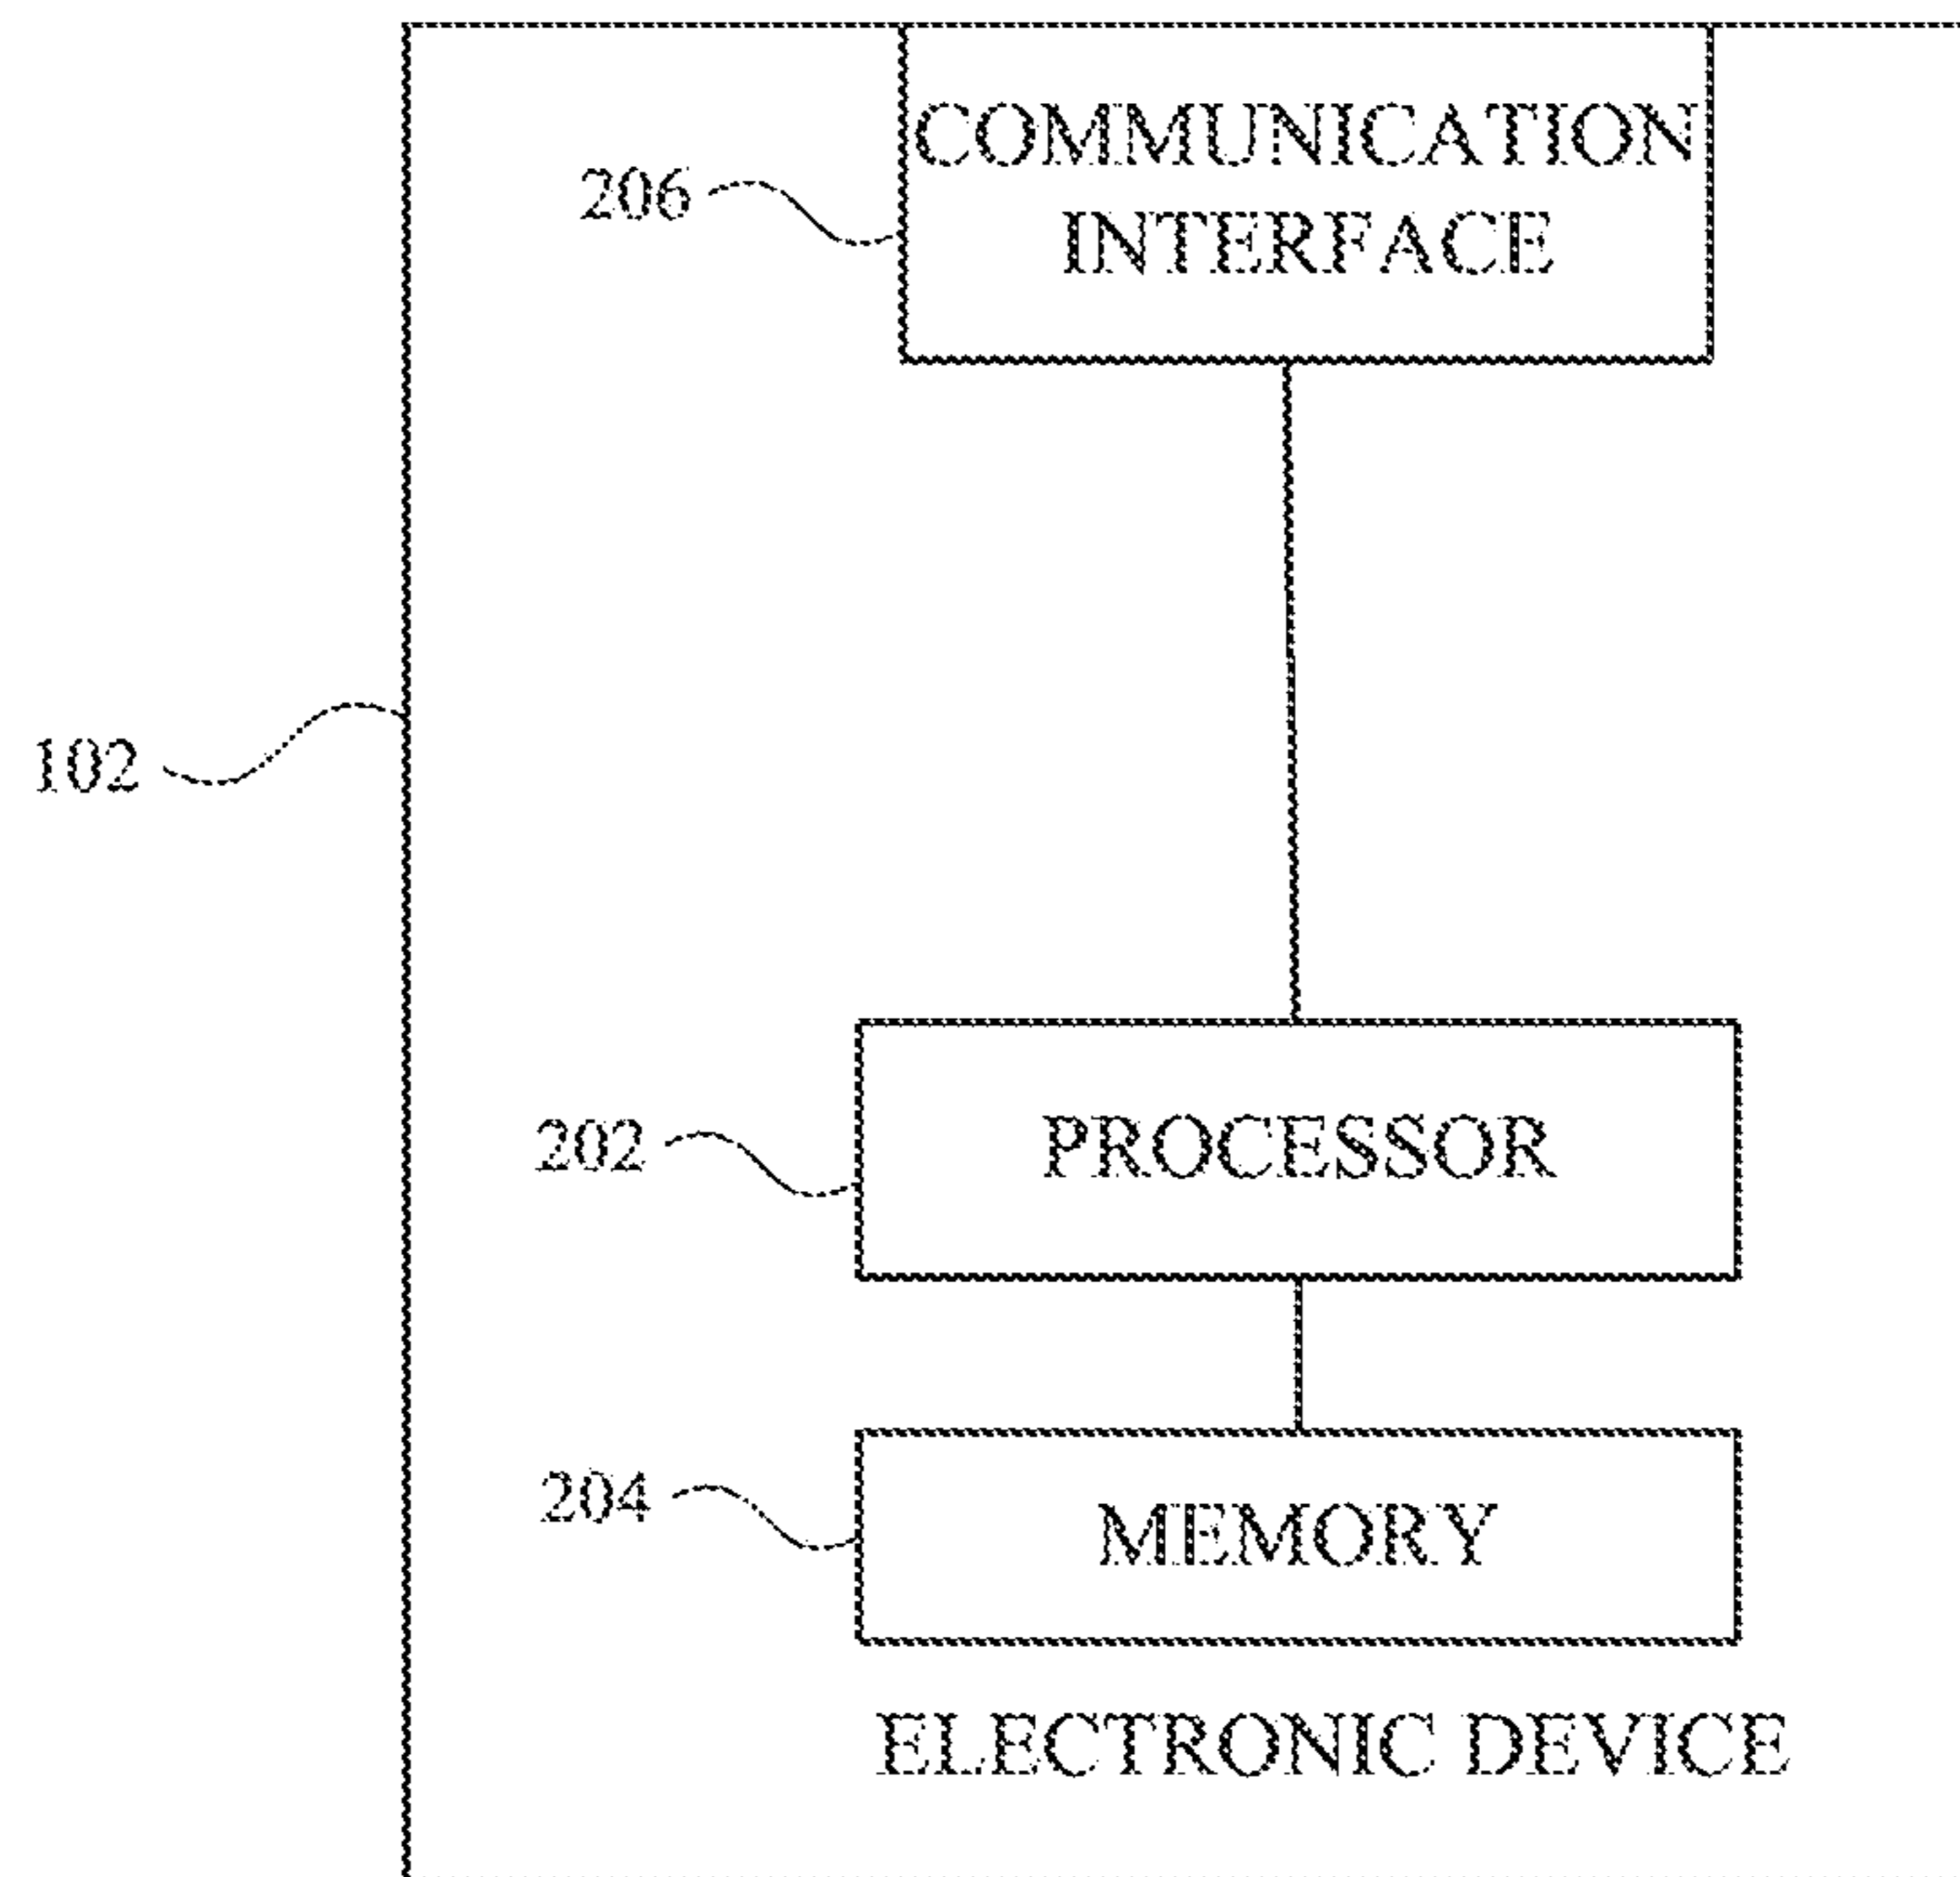 COMMUNICATION
INTERFACE
206
102
202
PROCESSOR
204
MEMORY
ELECTRONIC DEVICE